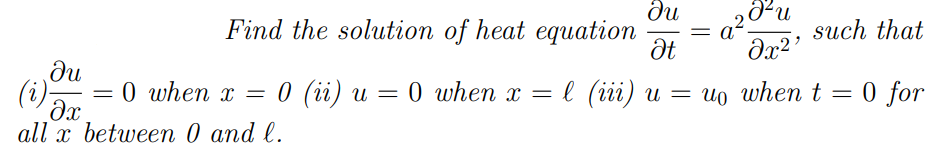 Find the solution of heat equation ∂u/∂t = a²∂²u/∂x², such that
(i)∂u/∂x = 0 when x = 0 (ii) u = 0 when x = ℓ (iii) u = u₀ when t = 0 for
all x between 0 and ℓ.